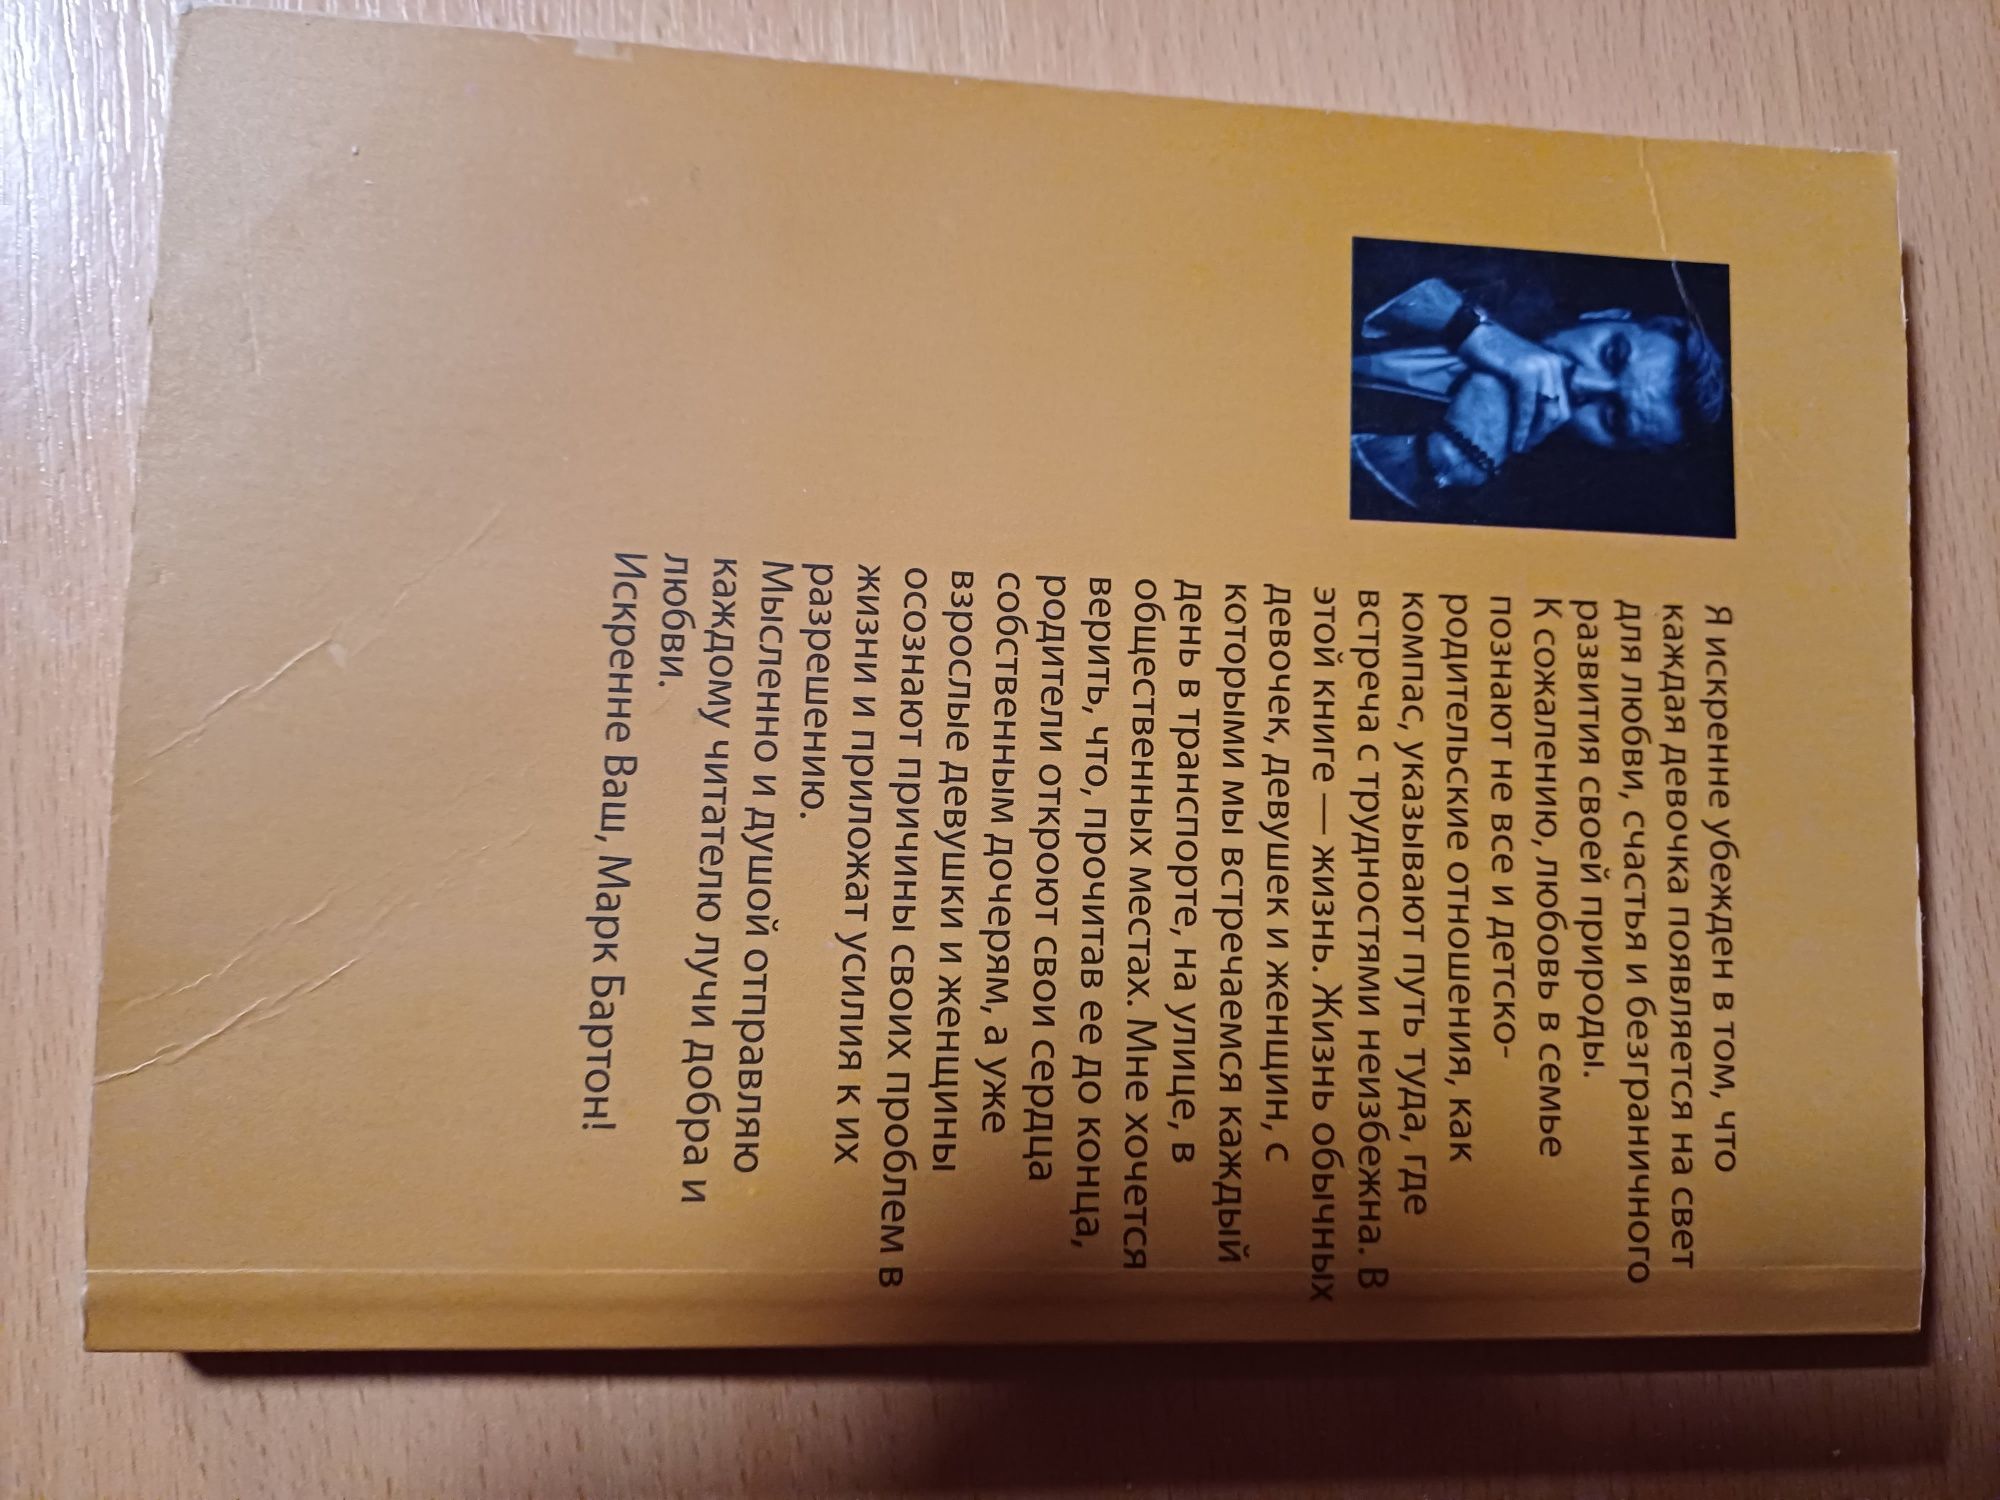 Я искренне убежден в том, что
каждая девочка появляется на свет
для любви, счастья и безграничного
развития своей природы.
К сожалению, любовь в семье
познают не все и детско-
родительские отношения, как
компас, указывают путь туда, где
встреча с трудностями неизбежна. В
этой книге — жизнь. Жизнь обычных
девочек, девушек и женщин, с
которыми мы встречаемся каждый
день в транспорте, на улице, в
общественных местах. Мне хочется
верить, что, прочитав ее до конца,
родители откроют свои сердца
собственным дочерям, а уже
взрослые девушки и женщины
осознают причины своих проблем в
жизни и приложат усилия к их
разрешению.
Мысленно и душой отправляю
каждому читателю лучи добра и
любви.
Искренне Ваш, Марк Бартон!